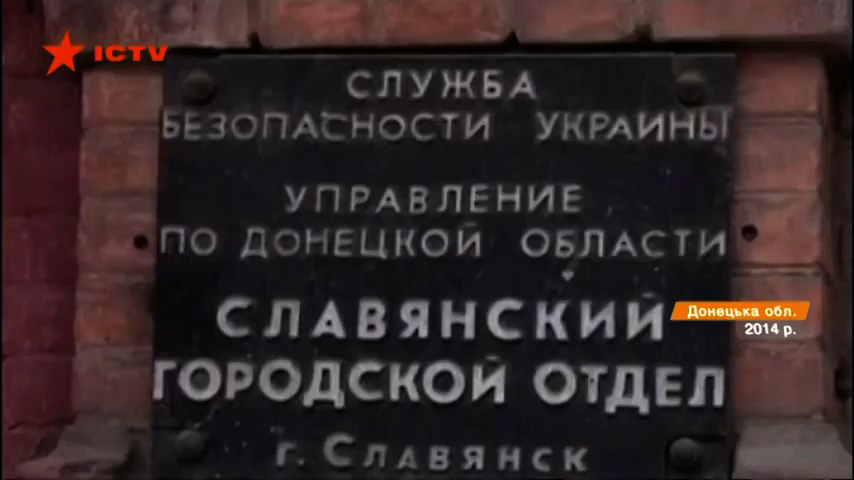 ICTV
СЛУЖБА
БЕЗОПАСНОСТИ УКРАИНЫ
УПРАВЛЕНИЕ
ПО ДОНЕЦКОЙ ОБЛАСТИ
СЛАВЯНСКИЙ
ГОРОДСКОЙ ОТДЕЛ
г. СЛАВЯНСК
Донецька обл.
2014 р.